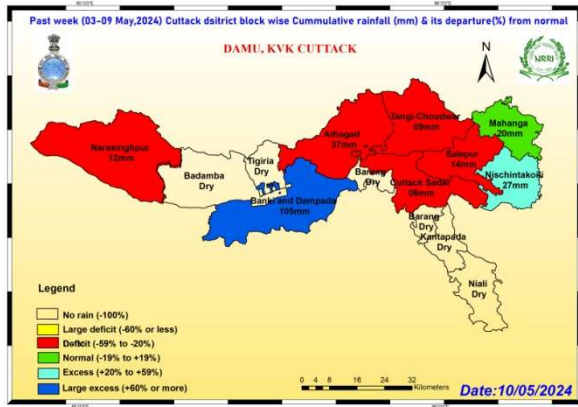 Past week (03-09 May,2024) Cuttack dsitrict block wise Cummulative rainfall (mm) & its departure(%) from normal
DAMU, KVK CUTTACK
N
NRRI
Narasinghpur
12mm
Badamba
Dry
Tigiria
Dry
Banki and Dampada
105mm
Athagad
37mm
Tangi-Choudwar
09mm
Mahanga
20mm
Salepur
14mm
Nischintakoili
27mm
Barang
Dry
Cuttack Sadar
06mm
Barang
Dry
Kantapada
Dry
Niali
Dry
Legend
No rain (-100%)
Large deficit (-60% or less)
Deficit (-59% to -20%)
Normal (-19% to +19%)
Excess (+20% to +59%)
Large excess (+60% or more)
0 4 8 16 24 32
Kilometers
Date:10/05/2024